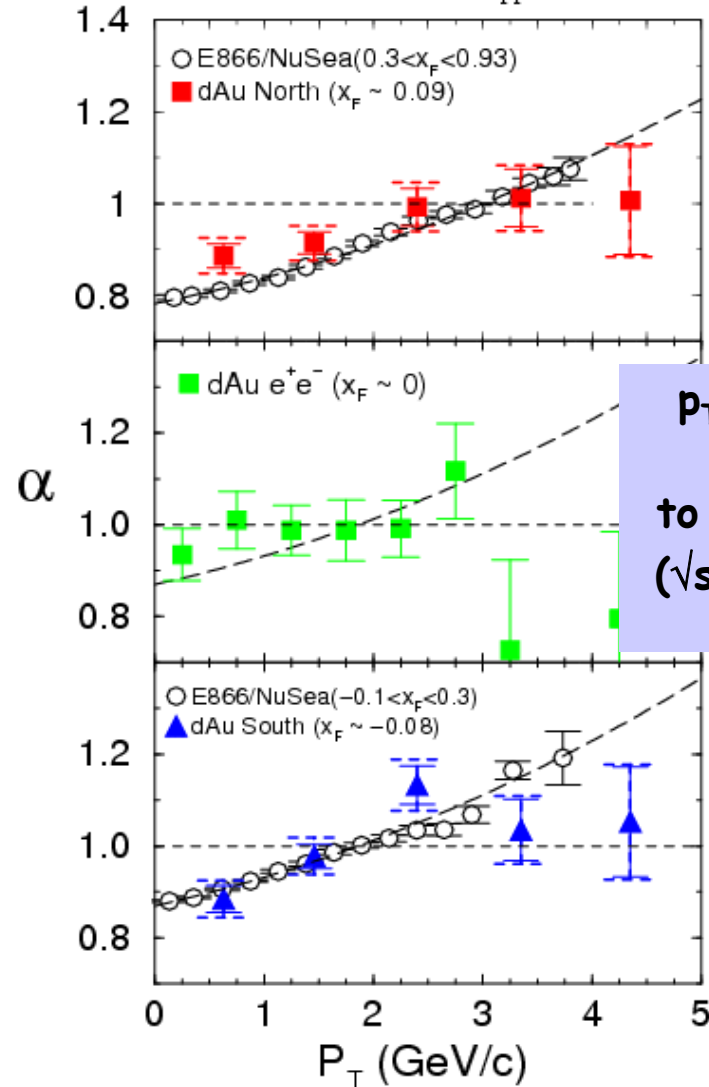 1.4
E866/NuSea(0.3<x_F<0.93)
dAu North (x_F ~ 0.09)
1.2
1
0.8
dAu e⁺e⁻ (x_F ~ 0)
1.2
1.0
0.8
α
p_T
to
(√s
E866/NuSea(−0.1<x_F<0.3)
dAu South (x_F ~ −0.08)
1.2
1.0
0.8
0 1 2 3 4 5
P_T (GeV/c)